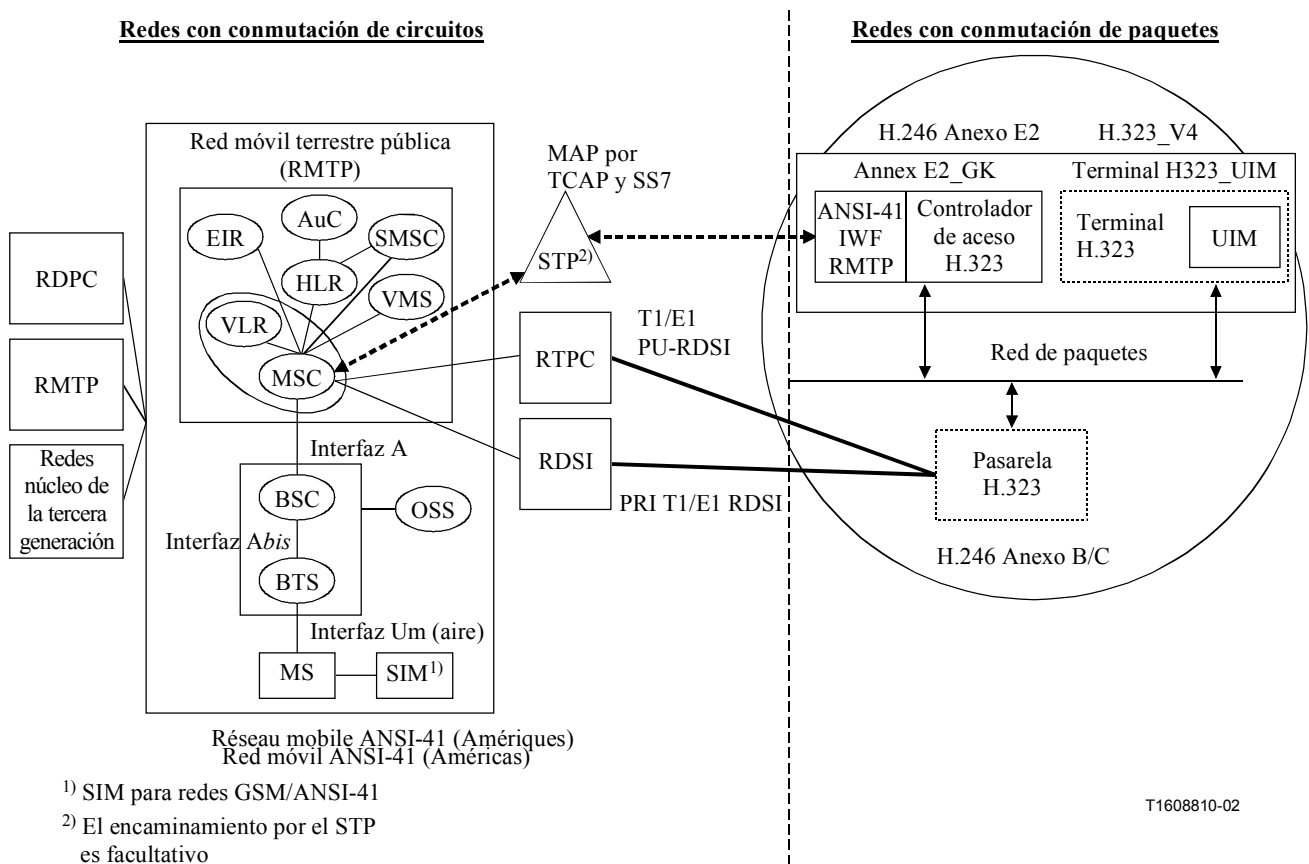 Redes con conmutación de circuitos
Redes con conmutación de paquetes
Red móvil terrestre pública
(RMTP)
EIR
AuC
SMSC
HLR
VMS
VLR
MSC
RDPC
RMTP
Redes
núcleo de
la tercera
generación
Interfaz A
BSC
OSS
Interfaz Abis
BTS
Interfaz Um (aire)
MS
SIM1)
Réseau mobile ANSI-41 (Amériques)
Red móvil ANSI-41 (Américas)
1) SIM para redes GSM/ANSI-41
2) El encaminamiento por el STP
es facultativo
MAP por
TCAP y SS7
STP2)
RTPC
T1/E1
PU-RDSI
RDSI
PRI T1/E1 RDSI
H.246 Anexo E2
H.323_V4
Annex E2_GK
Terminal H323_UIM
ANSI-41
IWF
RMTP
Controlador
de aceso
H.323
Terminal
H.323
UIM
Red de paquetes
Pasarela
H.323
H.246 Anexo B/C
T1608810-02